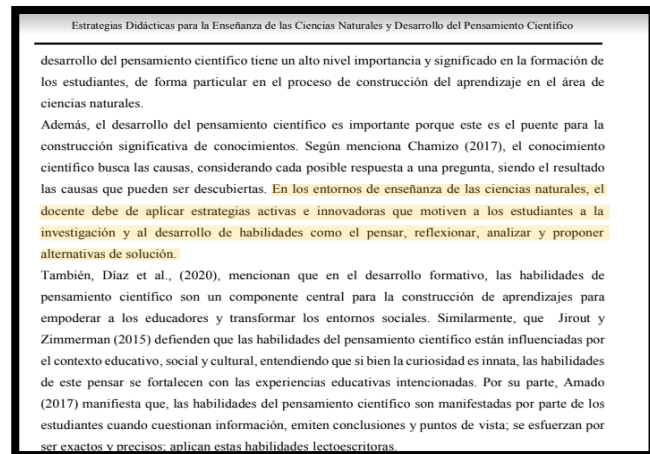 Estrategias Didácticas para la Enseñanza de las Ciencias Naturales y Desarrollo del Pensamiento Científico
desarrollo del pensamiento científico tiene un alto nivel importancia y significado en la formación de
los estudiantes, de forma particular en el proceso de construcción del aprendizaje en el área de
ciencias naturales.
Además, el desarrollo del pensamiento científico es importante porque este es el puente para la
construcción significativa de conocimientos. Según menciona Chamizo (2017), el conocimiento
científico busca las causas, considerando cada posible respuesta a una pregunta, siendo el resultado
las causas que pueden ser descubiertas. En los entornos de enseñanza de las ciencias naturales, el
docente debe de aplicar estrategias activas e innovadoras que motiven a los estudiantes a la
investigación y al desarrollo de habilidades como el pensar, reflexionar, analizar y proponer
alternativas de solución.
También, Díaz et al., (2020), mencionan que en el desarrollo formativo, las habilidades de
pensamiento científico son un componente central para la construcción de aprendizajes para
empoderar a los educadores y transformar los entornos sociales. Similarmente, que Jirout y
Zimmerman (2015) defienden que las habilidades del pensamiento científico están influenciadas por
el contexto educativo, social y cultural, entendiendo que si bien la curiosidad es innata, las habilidades
de este pensar se fortalecen con las experiencias educativas intencionadas. Por su parte, Amado
(2017) manifiesta que, las habilidades del pensamiento científico son manifestadas por parte de los
estudiantes cuando cuestionan información, emiten conclusiones y puntos de vista; se esfuerzan por
ser exactos y precisos; aplican estas habilidades lectoescritoras.